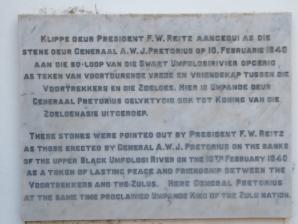 KLIPPE DEUR PRESIDENT F.W. REITZ AANGEDUI AS DIE
STENE DEUR GENERAAL A.W.J. PRETORIUS OP 10. FEBRUARIE 1840
AAN DIE BO-LOOP VAN DIE SWART UMFOLOSIRIVIER OPGERIG
AS TEKEN VAN VOORTDURENDE VREDE EN VRIENDSKAP TUSSEN DIE
VOORTREKKERS EN DIE ZOELOES. HIER IS UMPANDE DEUR
GENERAAL PRETORIUS GELYKTYDIG OOK TOT KONING VAN DIE
ZOELOENASIE UITGEROEP.
THESE STONES WERE POINTED OUT BY PRESIDENT F.W. REITZ
AS THOSE ERECTED BY GENERAL A.W.J. PRETORIUS ON THE BANKS
OF THE UPPER BLACK UMFOLOSI RIVER ON THE 10TH FEBRUARY 1840
AS A TOKEN OF LASTING PEACE AND FRIENDSHIP BETWEEN THE
VOORTREKKERS AND THE ZULUS. HERE GENERAL PRETORIUS
AT THE SAME TIME PROCLAIMED UMPANDE KING OF THE ZULU NATION.